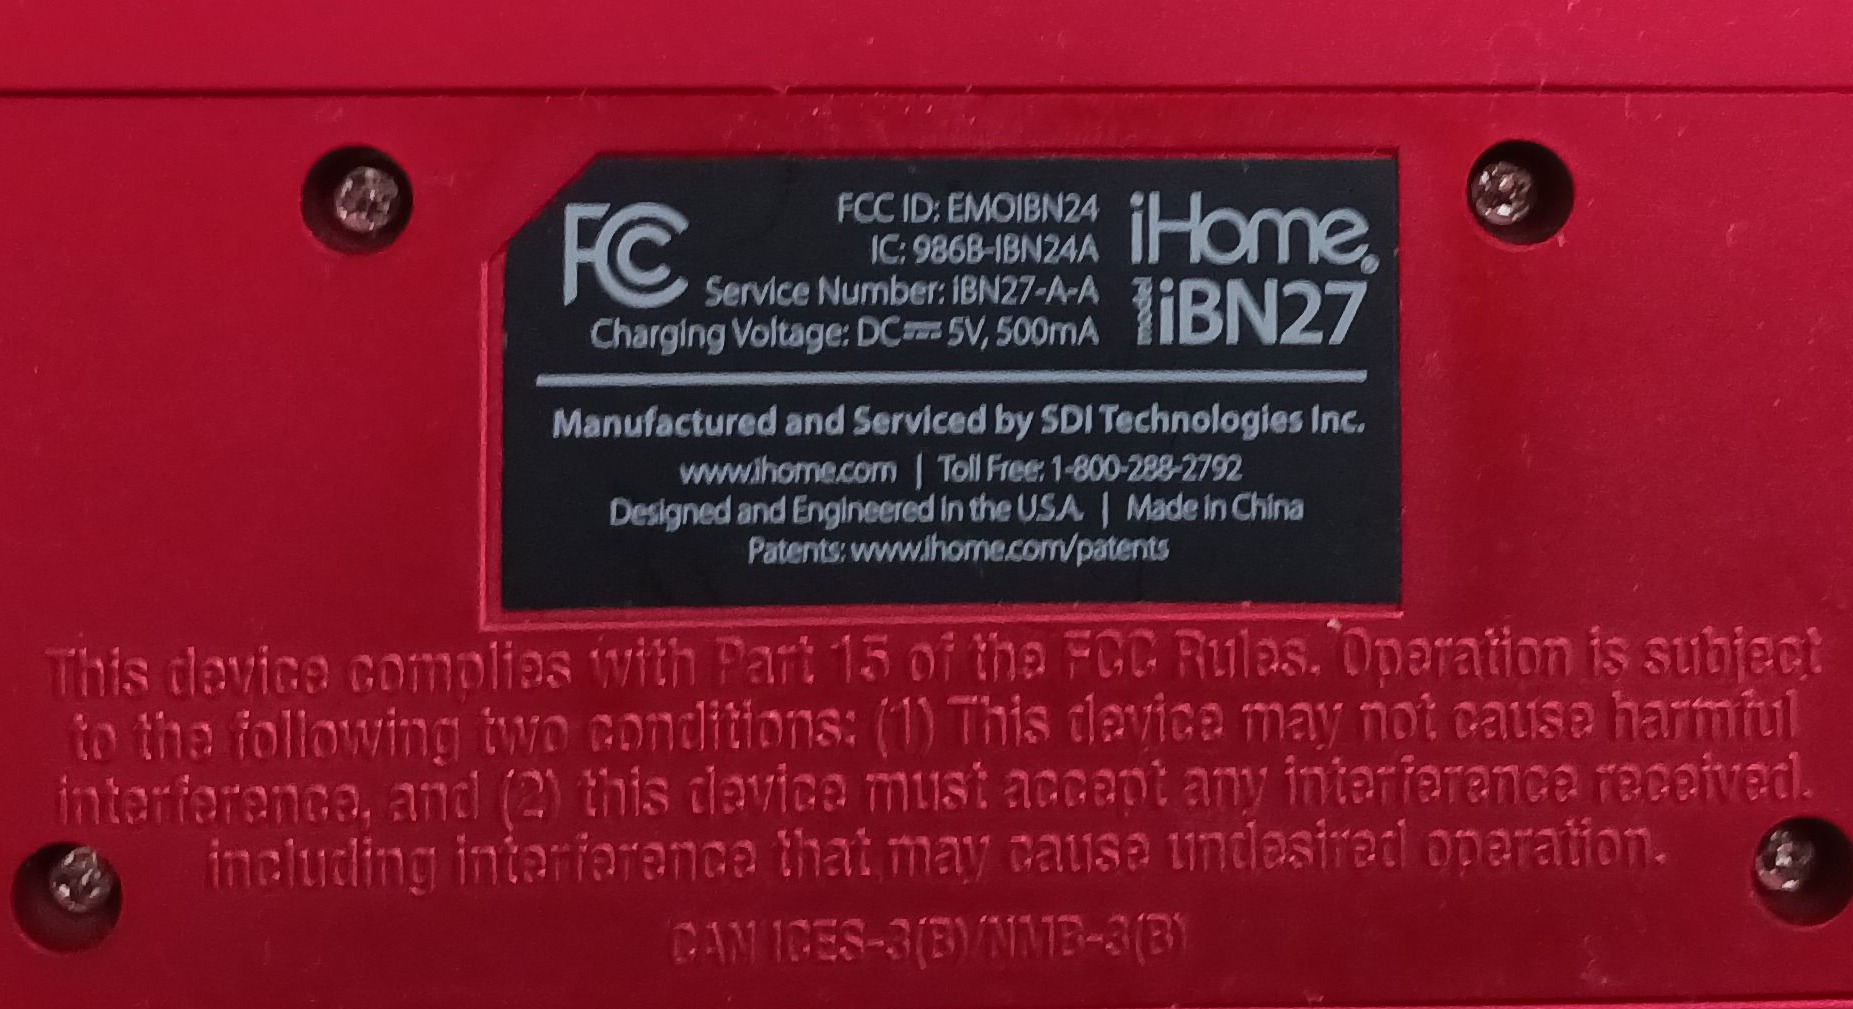 FC
FCC ID: EMOIBN24
IC: 986B-IBN24A
Service Number: iBN27-A-A
Charging Voltage: DC⎓5V, 500mA
iHome®
model iBN27
Manufactured and Serviced by SDI Technologies Inc.
www.ihome.com | Toll Free: 1-800-288-2792
Designed and Engineered in the U.S.A. | Made in China
Patents: www.ihome.com/patents
This device complies with Part 15 of the FCC Rules. Operation is subject
to the following two conditions: (1) This device may not cause harmful
interference, and (2) this device must accept any interference received,
including interference that may cause undesired operation.
CAN ICES-3(B)/NMB-3(B)